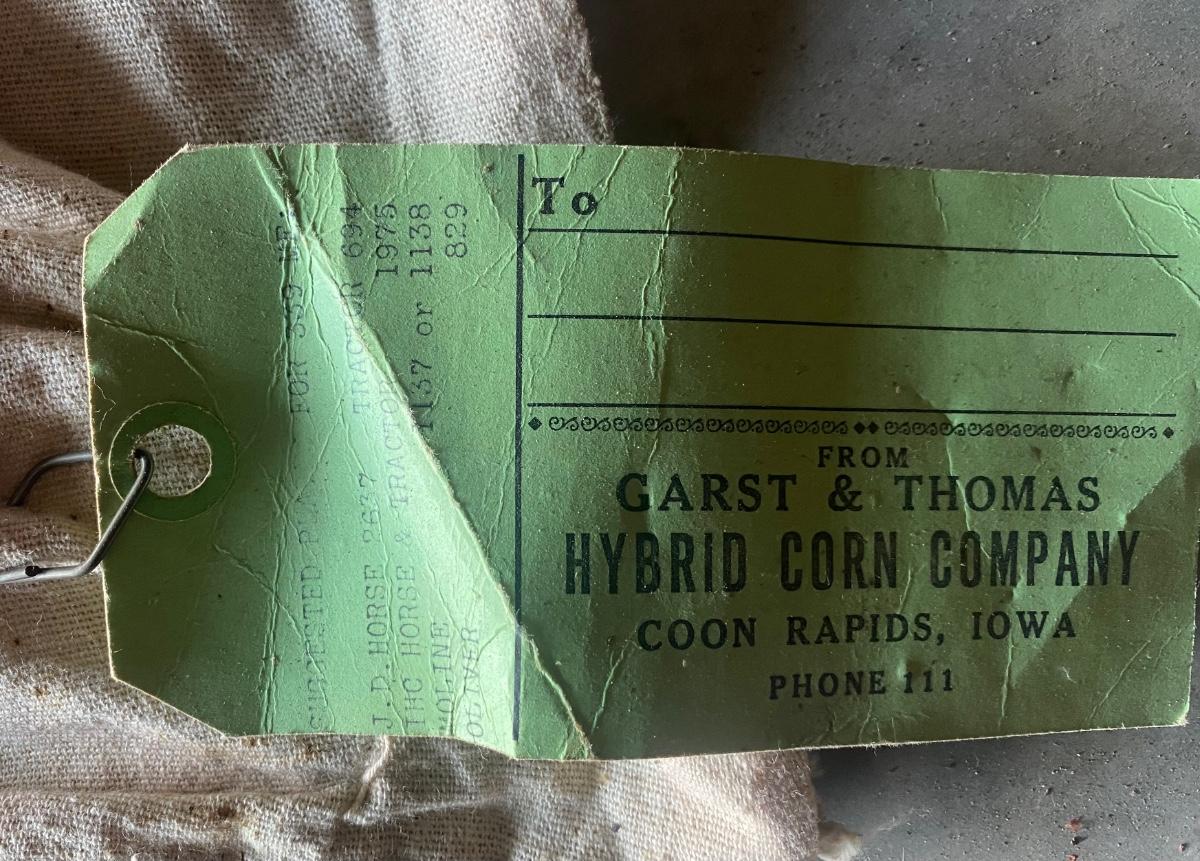 To
FROM
GARST & THOMAS
HYBRID CORN COMPANY
COON RAPIDS, IOWA
PHONE 111
SUGGESTED FOR
J.D.HORSE 2637 TRACTOR 694
IHC HORSE & TRACTOR 1975
MOLINE 1137 or 1138
OLIVER 829